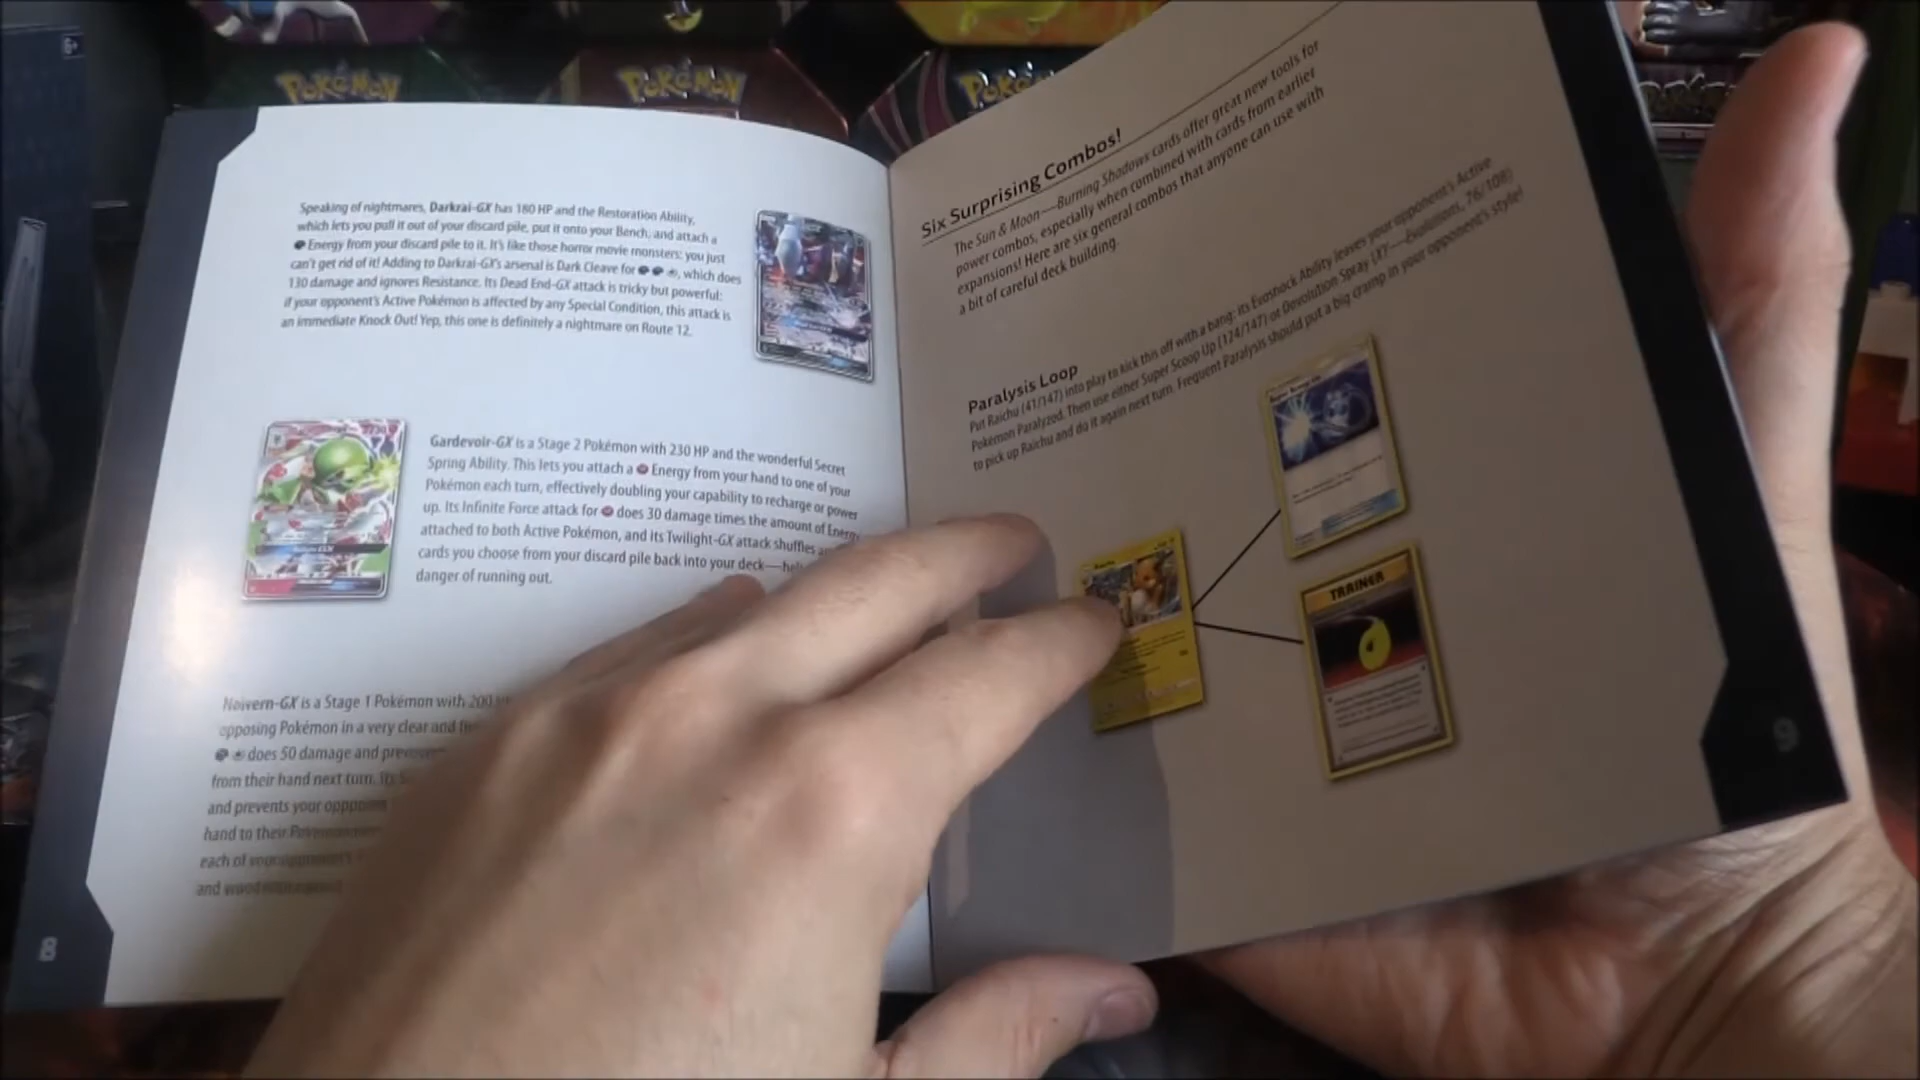 6+
POKÉMON
POKÉMON
POKÉMON
Speaking of nightmares, Darkrai-GX has 180 HP and the Restoration Ability,
which lets you pull it out of your discard pile, put it onto your Bench, and attach a
Energy from your discard pile to it. It's like those horror movie monsters: you just
can't get rid of it! Adding to Darkrai-GX's arsenal is Dark Cleave for , which does
130 damage and ignores Resistance. Its Dead End-GX attack is tricky but powerful:
if your opponent's Active Pokémon is affected by any Special Condition, this attack is
an immediate Knock Out! Yep, this one is definitely a nightmare on Route 12.
Gardevoir-GX is a Stage 2 Pokémon with 230 HP and the wonderful Secret
Spring Ability. This lets you attach a Energy from your hand to one of your
Pokémon each turn, effectively doubling your capability to recharge or power
up. Its Infinite Force attack for does 30 damage times the amount of Energy
attached to both Active Pokémon, and its Twilight-GX attack shuffles
cards you choose from your discard pile back into your deck—
danger of running out.
Noivern-GX is a Stage 1 Pokémon with 200
opposing Pokémon in a very clear and
does 50 damage and
from their hand next turn. Its
and prevents your opponent
hand to their
each of your opponent's
and
8
Six Surprising Combos!
The Sun & Moon—Burning Shadows cards offer great new tools for
power combos, especially when combined with cards from earlier
expansions! Here are six general combos that anyone can use with
a bit of careful deck building.
Paralysis Loop
Put Raichu (41/147) into play to kick this off with a bang: its Evoshock Ability leaves your opponent's Active
Pokémon Paralyzed. Then use either Super Scoop Up (124/147) or Devolution Spray (XY—Evolutions, 76/108)
to pick up Raichu and do it again next turn. Frequent Paralysis should put a big cramp in your opponent's style!
Super Scoop Up
Raichu
TRAINER
9